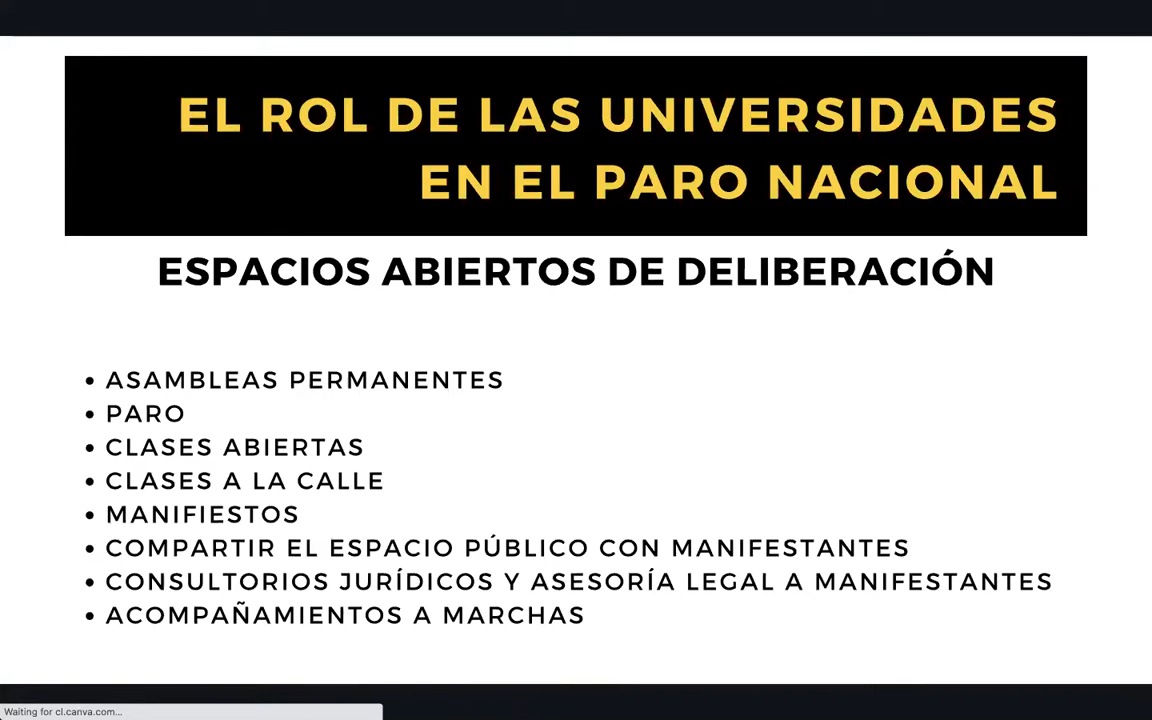 EL ROL DE LAS UNIVERSIDADES
EN EL PARO NACIONAL
ESPACIOS ABIERTOS DE DELIBERACIÓN
• ASAMBLEAS PERMANENTES
• PARO
• CLASES ABIERTAS
• CLASES A LA CALLE
• MANIFIESTOS
• COMPARTIR EL ESPACIO PÚBLICO CON MANIFESTANTES
• CONSULTORIOS JURÍDICOS Y ASESORÍA LEGAL A MANIFESTANTES
• ACOMPAÑAMIENTOS A MARCHAS
Waiting for cl.canva.com...